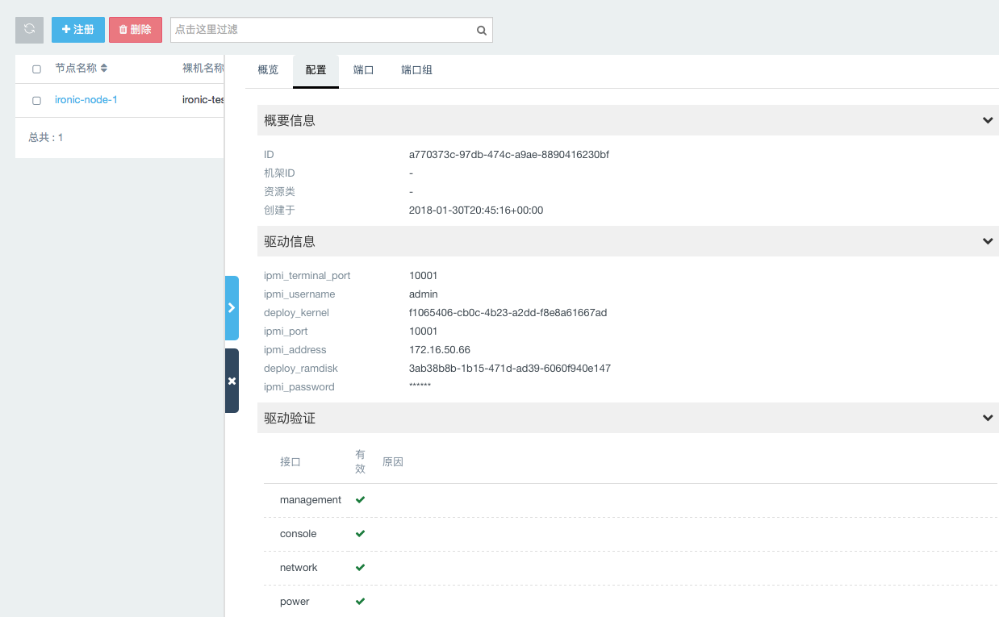 注册
删除
点击这里过滤
节点名称
裸机名称
ironic-node-1
ironic-tes
总共 : 1
概览
配置
端口
端口组
概要信息
ID a770373c-97db-474c-a9ae-8890416230bf
机架ID -
资源类 -
创建于 2018-01-30T20:45:16+00:00
驱动信息
ipmi_terminal_port 10001
ipmi_username admin
deploy_kernel f1065406-cb0c-4b23-a2dd-f8e8a61667ad
ipmi_port 10001
ipmi_address 172.16.50.66
deploy_ramdisk 3ab38b8b-1b15-471d-ad39-6060f940e147
ipmi_password ******
驱动验证
接口 有效 原因
management
console
network
power